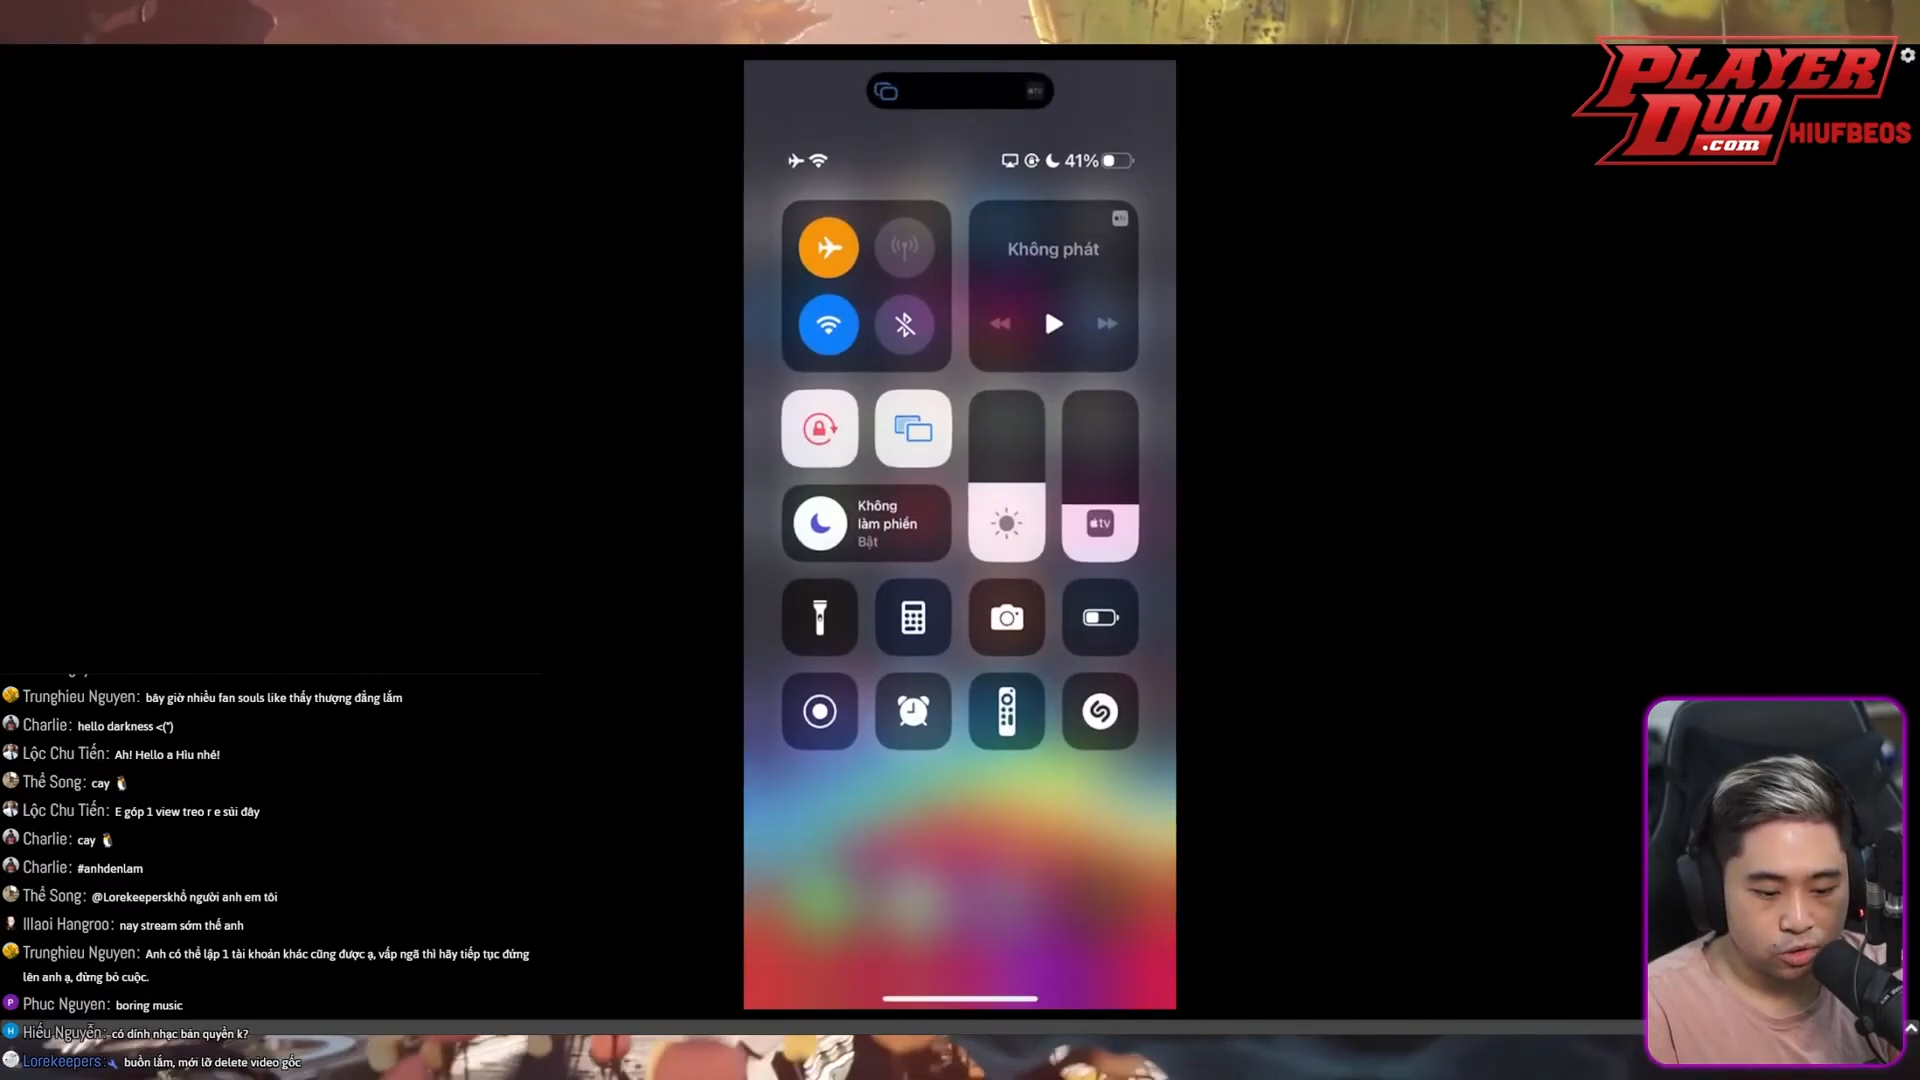 PLAYER
DUO
.com
HIUFBEOS
41%
Không phát
Không
làm phiền
Bật
tv
Trunghieu Nguyen: bây giờ nhiều fan souls like thấy thượng đẳng lắm
Charlie: hello darkness <(")
Lộc Chu Tiến: Ah! Hello a Hìu nhé!
Thể Song: cay 🐧
Lộc Chu Tiến: E góp 1 view treo r e sủi đây
Charlie: cay 🐧
Charlie: #anhdenlam
Thể Song: @Lorekeeperskhổ người anh em tôi
Illaoi Hangroo: nay stream sớm thế anh
Trunghieu Nguyen: Anh có thể lập 1 tài khoản khác cũng được ạ, vấp ngã thì hãy tiếp tục đứng
lên anh ạ, đừng bỏ cuộc.
Phuc Nguyen: boring music
Hiếu Nguyễn: có dính nhạc bản quyền k?
Lorekeepers: buồn lắm, mới lỡ delete video gốc